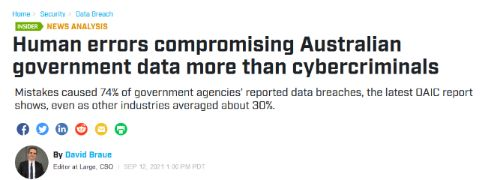 Home › Security › Data Breach
INSIDER NEWS ANALYSIS
Human errors compromising Australian
government data more than cybercriminals
Mistakes caused 74% of government agencies' reported data breaches, the latest OAIC report
shows, even as other industries averaged about 30%.
By David Braue
Editor at Large, CSO | SEP 12, 2021 1:00 PM PDT